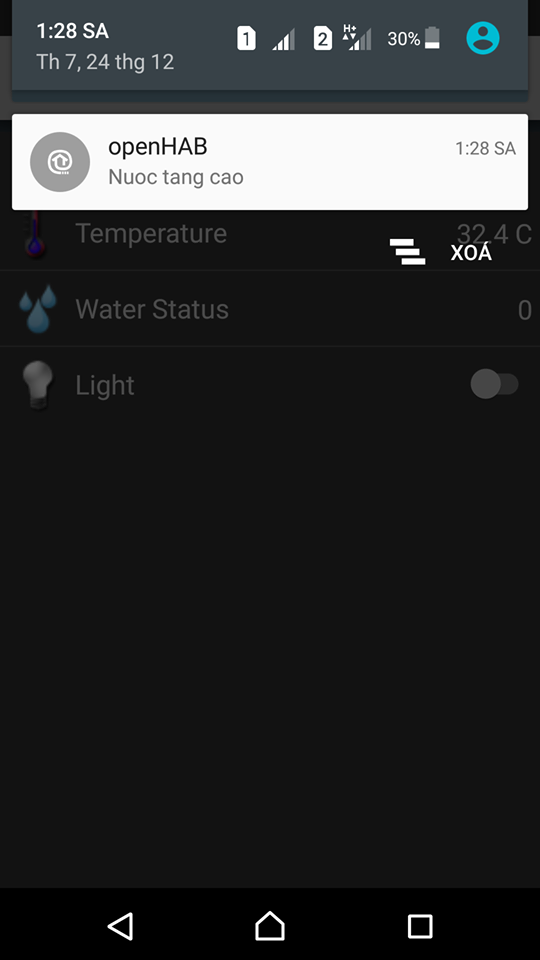 1:28 SA
1
2
H+
30%
Th 7, 24 thg 12
openHAB
1:28 SA
Nuoc tang cao
Temperature
32.4 C
XOÁ
Water Status
0
Light